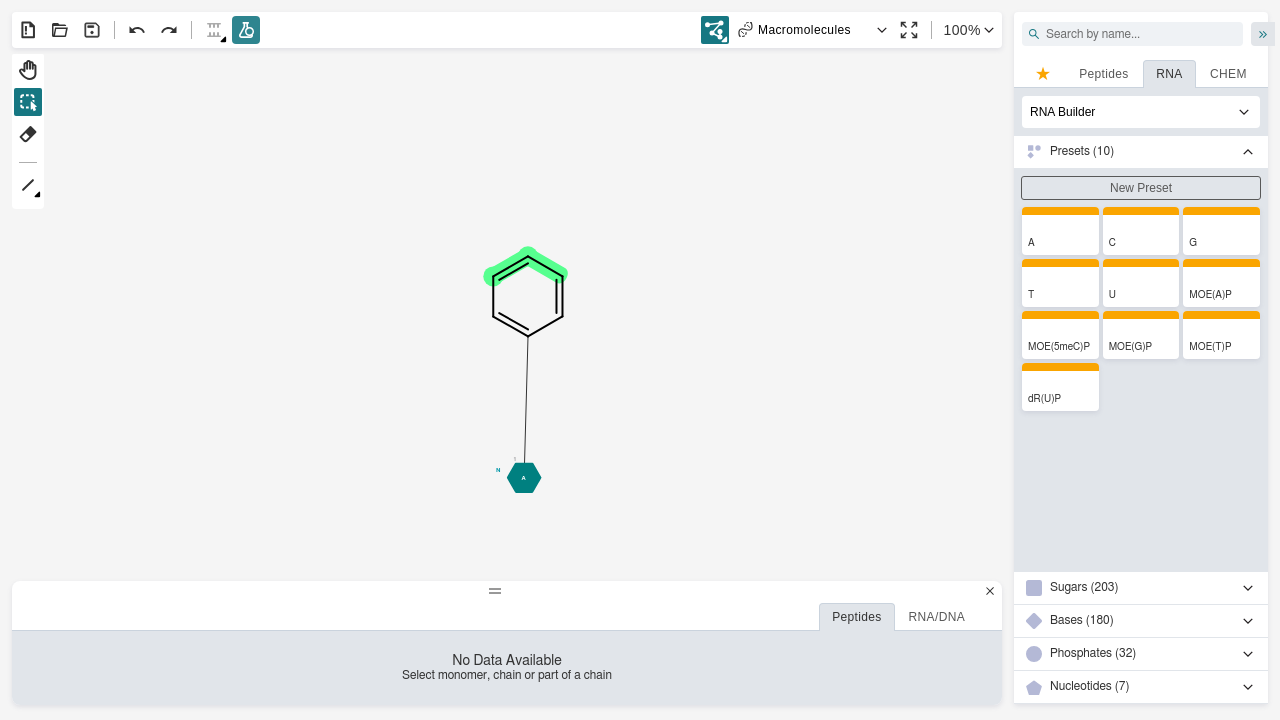 Macromolecules
100%
Search by name...
Peptides
RNA
CHEM
RNA Builder
Presets (10)
New Preset
A
C
G
T
U
MOE(A)P
MOE(5meC)P
MOE(G)P
MOE(T)P
dR(U)P
1
N
A
Peptides
RNA/DNA
No Data Available
Select monomer, chain or part of a chain
Sugars (203)
Bases (180)
Phosphates (32)
Nucleotides (7)